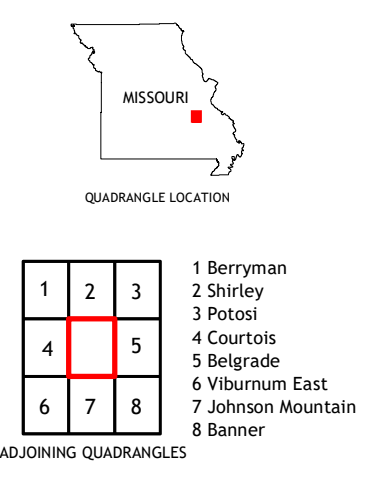 MISSOURI
QUADRANGLE LOCATION
1 2 3
4 5
6 7 8
ADJOINING QUADRANGLES
1 Berryman
2 Shirley
3 Potosi
4 Courtois
5 Belgrade
6 Viburnum East
7 Johnson Mountain
8 Banner